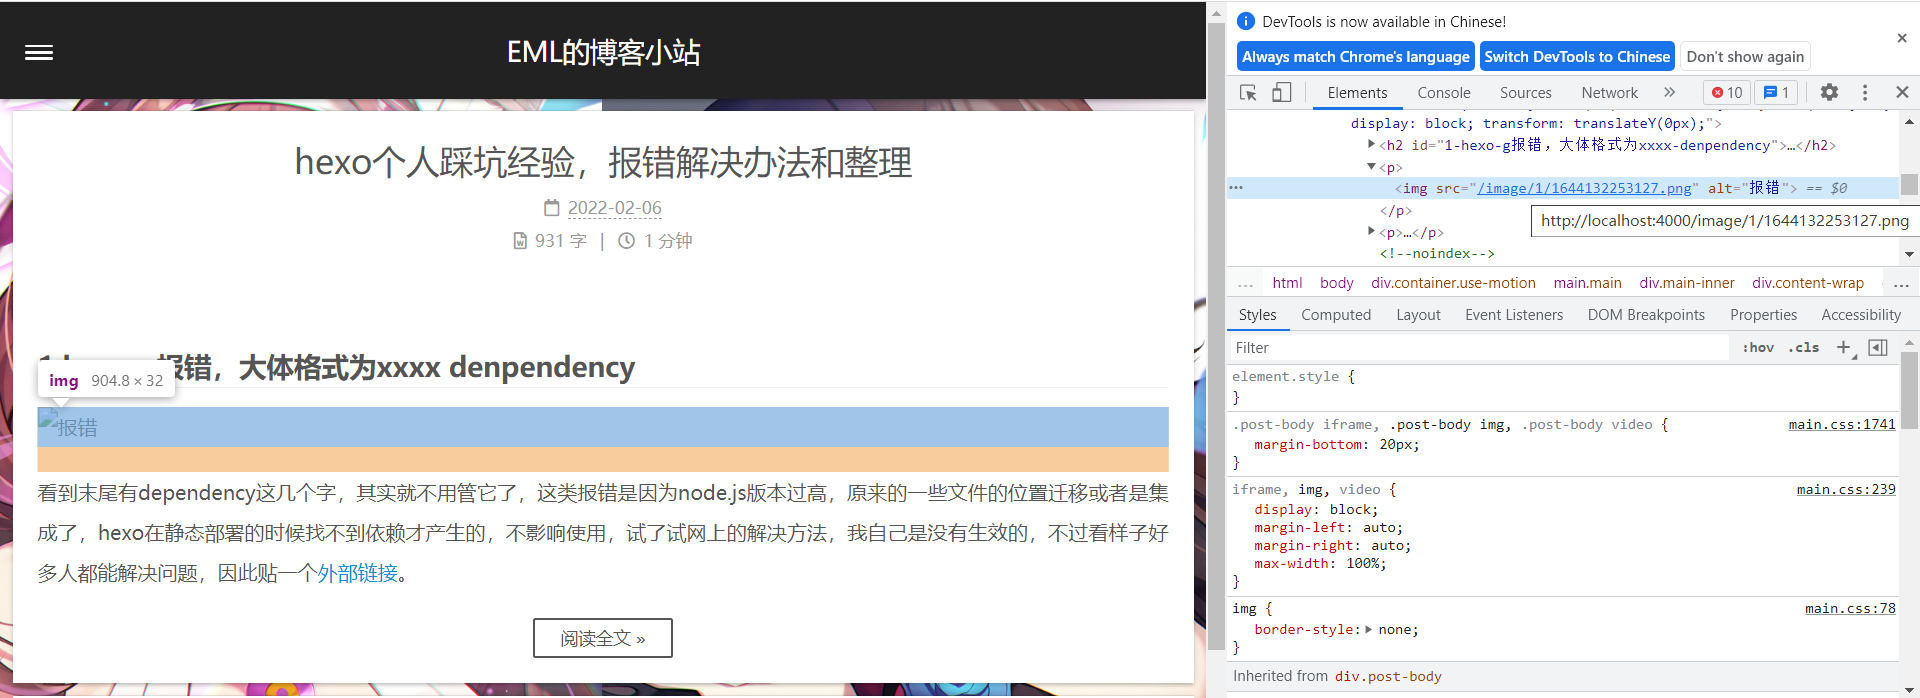 EML的博客小站
hexo个人踩坑经验，报错解决办法和整理
2022-02-06
931 字 | 1 分钟
报错，大体格式为xxxx denpendency
img 904.8 × 32
报错
看到末尾有dependency这几个字，其实就不用管它了，这类报错是因为node.js版本过高，原来的一些文件的位置迁移或者是集
成了，hexo在静态部署的时候找不到依赖才产生的，不影响使用，试了试网上的解决方法，我自己是没有生效的，不过看样子好
多人都能解决问题，因此贴一个外部链接。
阅读全文 »
DevTools is now available in Chinese!
Always match Chrome's language Switch DevTools to Chinese Don't show again
Elements Console Sources Network » 10 1
display: block; transform: translateY(0px);">
<h2 id="1-hexo-g报错，大体格式为xxxx-denpendency">…</h2>
<p>
<img src="/image/1/1644132253127.png" alt="报错"> == $0
</p>
http://localhost:4000/image/1/1644132253127.png
<p>…</p>
<!--noindex-->
... html body div.container.use-motion main.main div.main-inner div.content-wrap ...
Styles Computed Layout Event Listeners DOM Breakpoints Properties Accessibility
Filter :hov .cls +
element.style {
}
.post-body iframe, .post-body img, .post-body video { main.css:1741
margin-bottom: 20px;
}
iframe, img, video { main.css:239
display: block;
margin-left: auto;
margin-right: auto;
max-width: 100%;
}
img { main.css:78
border-style: none;
}
Inherited from div.post-body